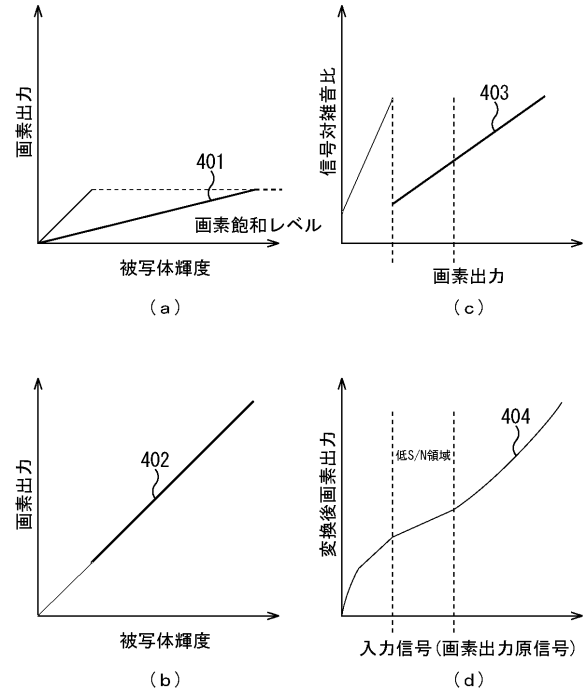 画素出力
401
画素飽和レベル
被写体輝度
(a)
信号対雑音比
403
画素出力
(c)
画素出力
402
被写体輝度
(b)
変換後画素出力
404
低S/N領域
入力信号(画素出力原信号)
(d)